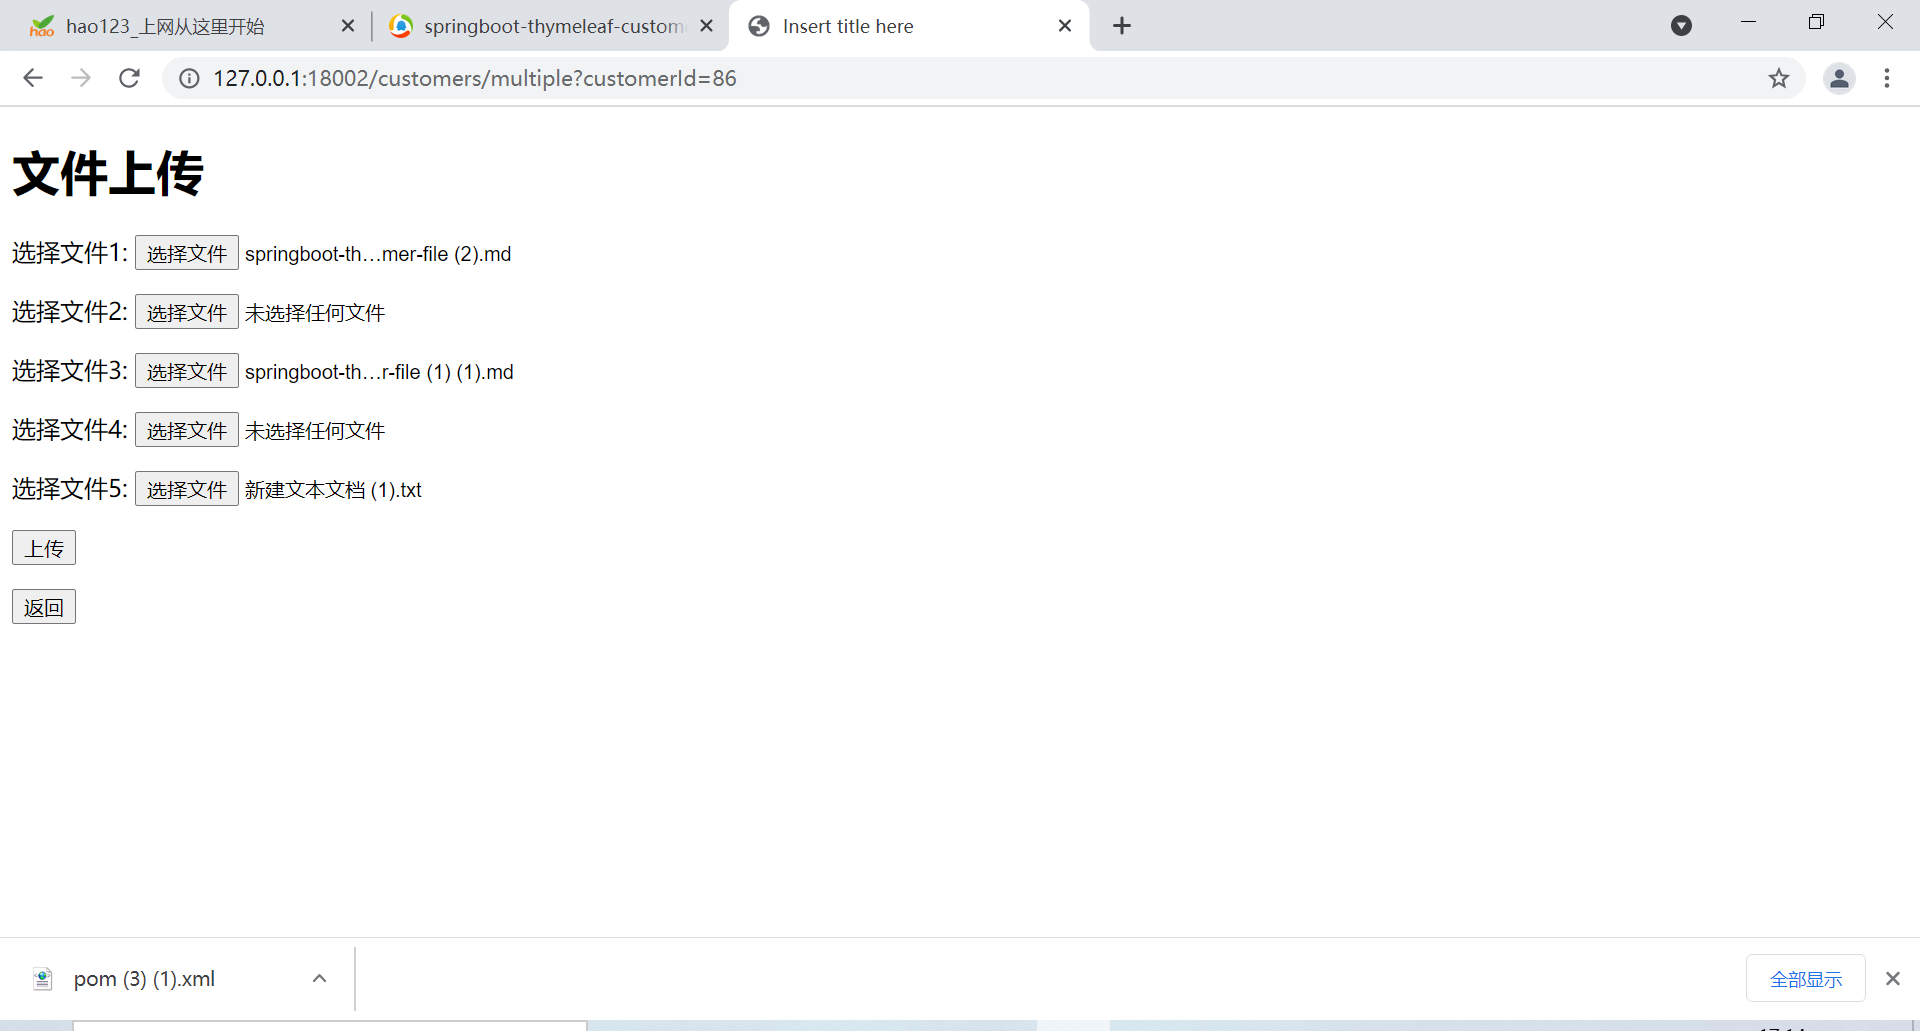 hao123_上网从这里开始
springboot-thymeleaf-custom
Insert title here
127.0.0.1:18002/customers/multiple?customerId=86
文件上传
选择文件1: 选择文件 springboot-th…mer-file (2).md
选择文件2: 选择文件 未选择任何文件
选择文件3: 选择文件 springboot-th…r-file (1) (1).md
选择文件4: 选择文件 未选择任何文件
选择文件5: 选择文件 新建文本文档 (1).txt
上传
返回
pom (3) (1).xml
全部显示